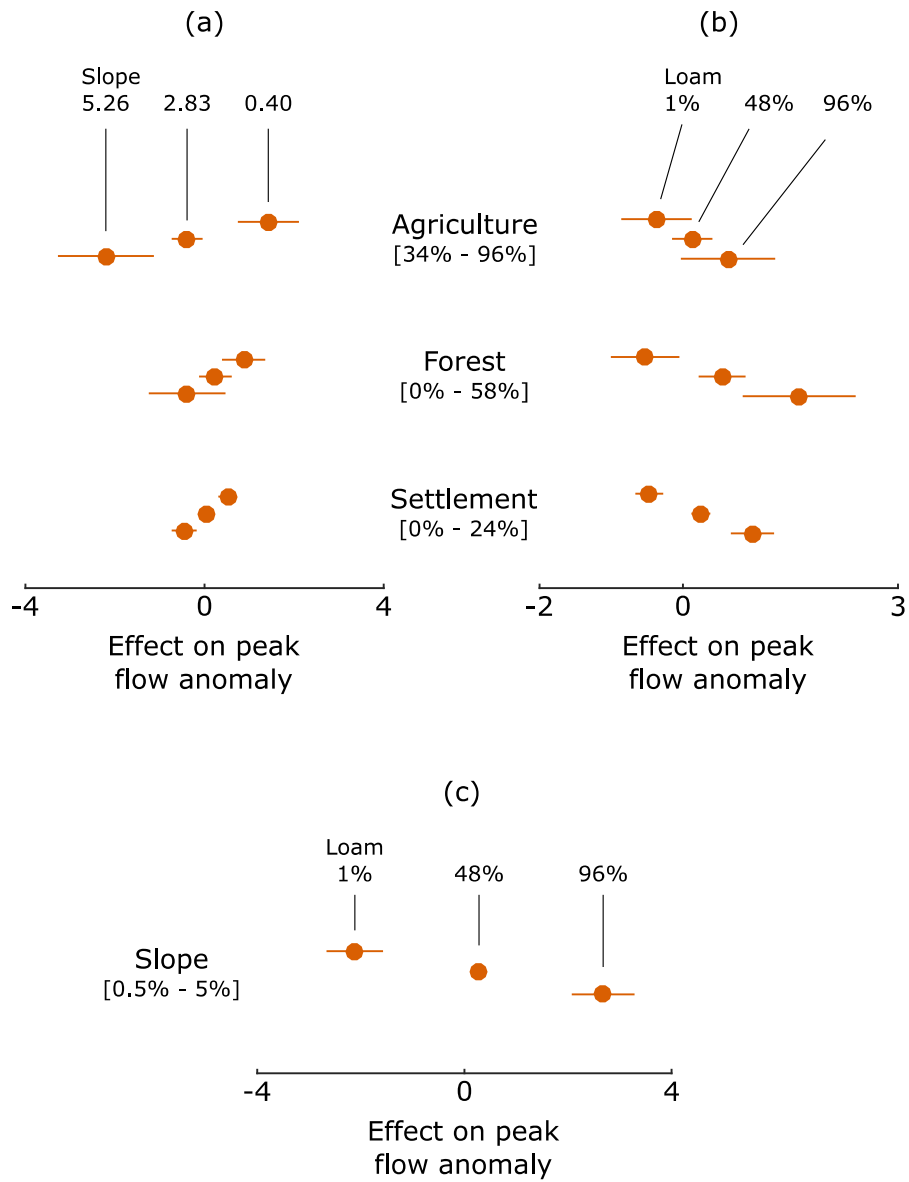 (a)
Slope
5.26 2.83 0.40
(b)
Loam
1% 48% 96%
Agriculture
[34% - 96%]
Forest
[0% - 58%]
Settlement
[0% - 24%]
-4 0 4
Effect on peak
flow anomaly
-2 0 3
Effect on peak
flow anomaly
(c)
Loam
1% 48% 96%
Slope
[0.5% - 5%]
-4 0 4
Effect on peak
flow anomaly